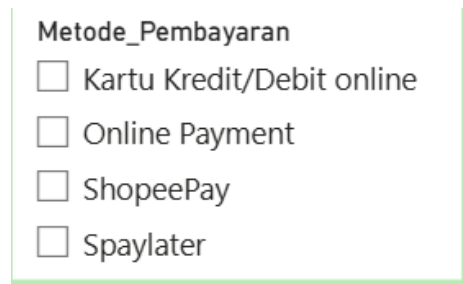 Metode_Pembayaran
Kartu Kredit/Debit online
Online Payment
ShopeePay
Spaylater